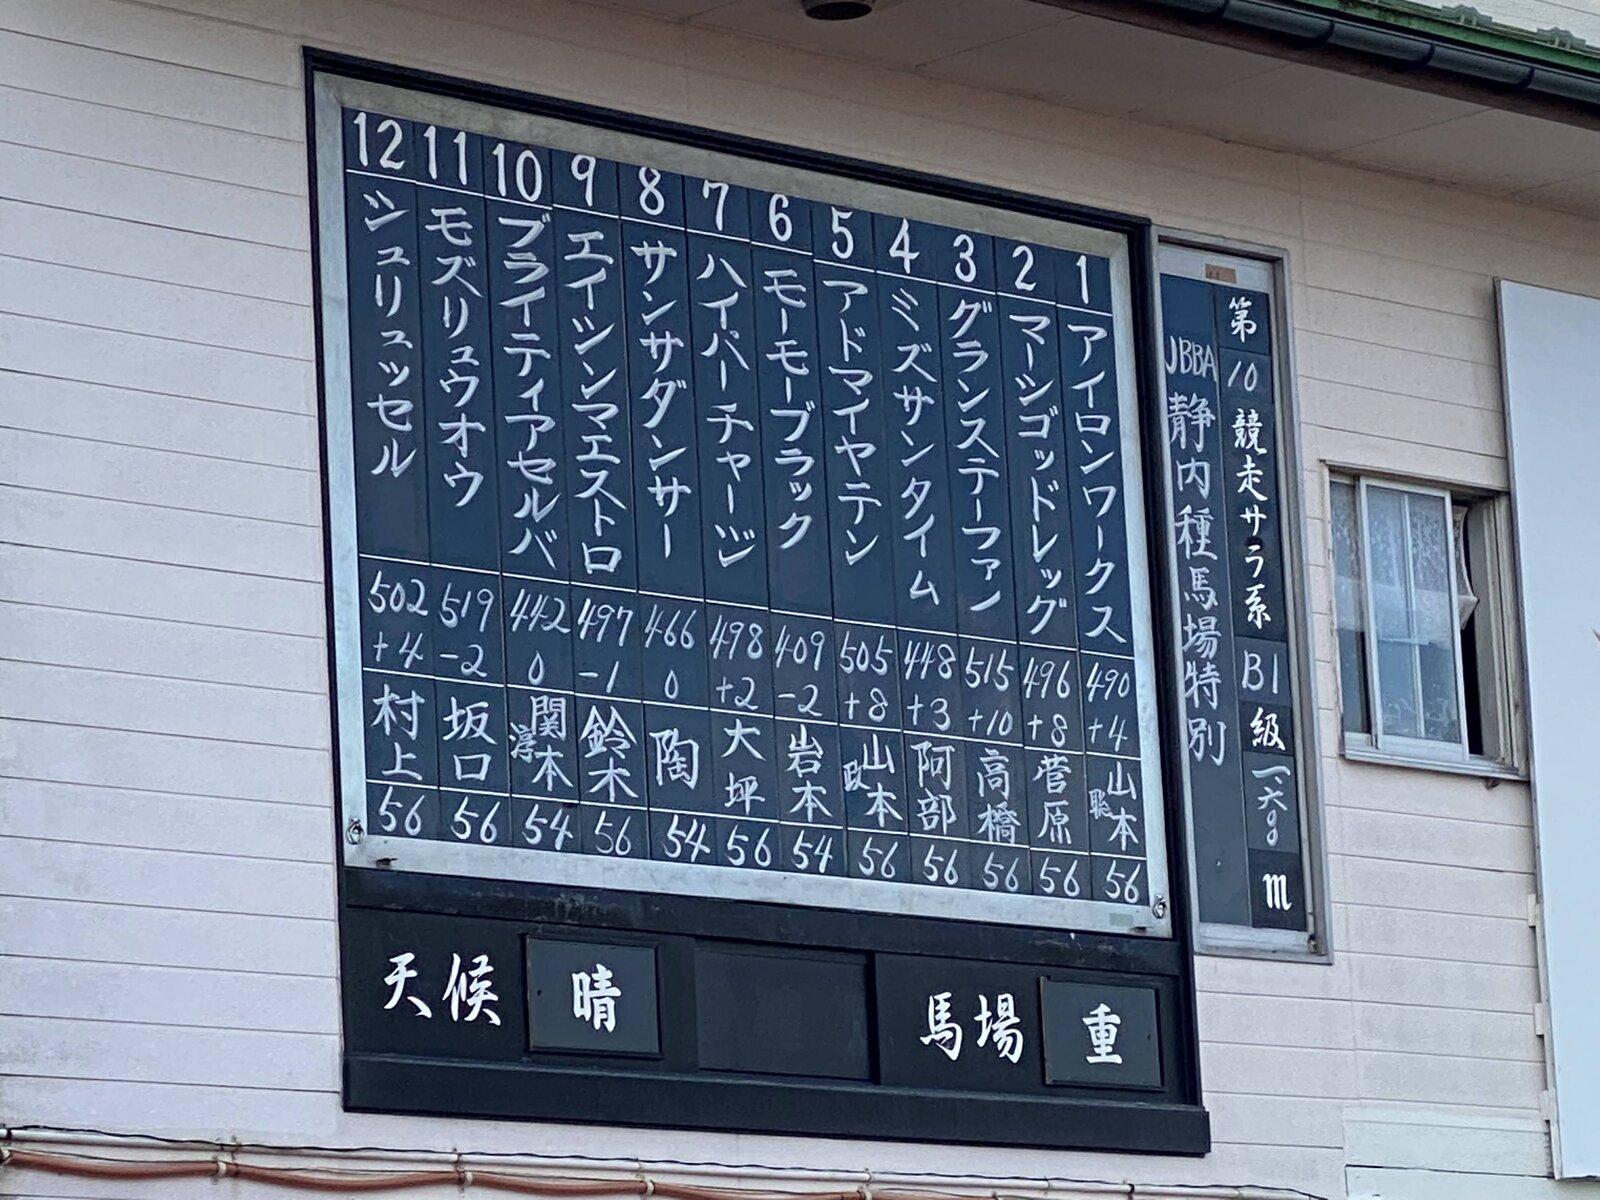 第10競走サラ系B1級一六〇〇m
JBBA静内種馬場特別
1 アイロンワークス 490 +4 山本聡 56
2 マーシゴッドレッグ 496 +8 菅原 56
3 グランステーファン 515 +10 高橋 56
4 ミズサンタイム 448 +3 阿部 56
5 アドマイヤテン 505 +8 山本政 56
6 モーモーブラック 409 -2 岩本 54
7 ハイパーチャージ 498 +2 大坪 56
8 サンサダンサー 466 0 陶 54
9 エイシンマエストロ 497 -1 鈴木 56
10 ブライティアセルバ 442 0 関本淳 54
11 モズリュウオウ 519 -2 坂口 56
12 シュリュッセル 502 +4 村上 56
天候 晴
馬場 重